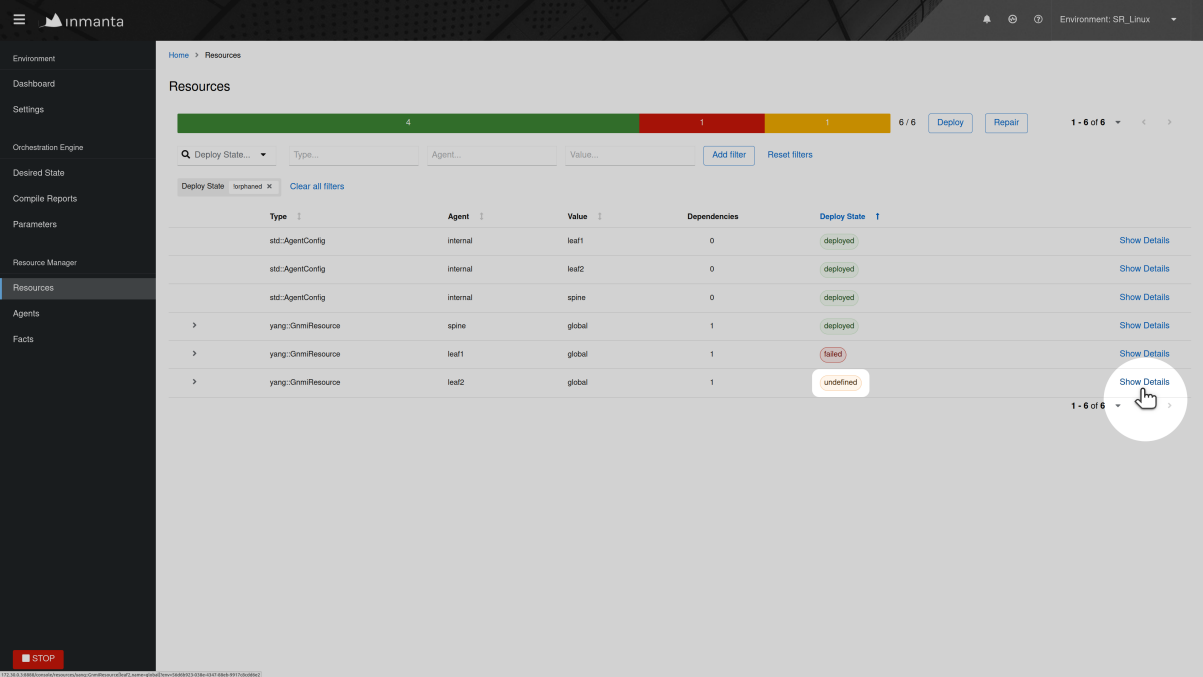 inmanta
Environment: SR_Linux
Environment
Dashboard
Settings
Orchestration Engine
Desired State
Compile Reports
Parameters
Resource Manager
Resources
Agents
Facts
STOP
Home > Resources
Resources
4 1 1 6 / 6 Deploy Repair 1 - 6 of 6
Deploy State... Type... Agent... Value... Add filter Reset filters
Deploy State !orphaned × Clear all filters
Type Agent Value Dependencies Deploy State
std::AgentConfig internal leaf1 0 deployed Show Details
std::AgentConfig internal leaf2 0 deployed Show Details
std::AgentConfig internal spine 0 deployed Show Details
yang::GnmiResource spine global 1 deployed Show Details
yang::GnmiResource leaf1 global 1 failed Show Details
yang::GnmiResource leaf2 global 1 undefined Show Details
1 - 6 of 6